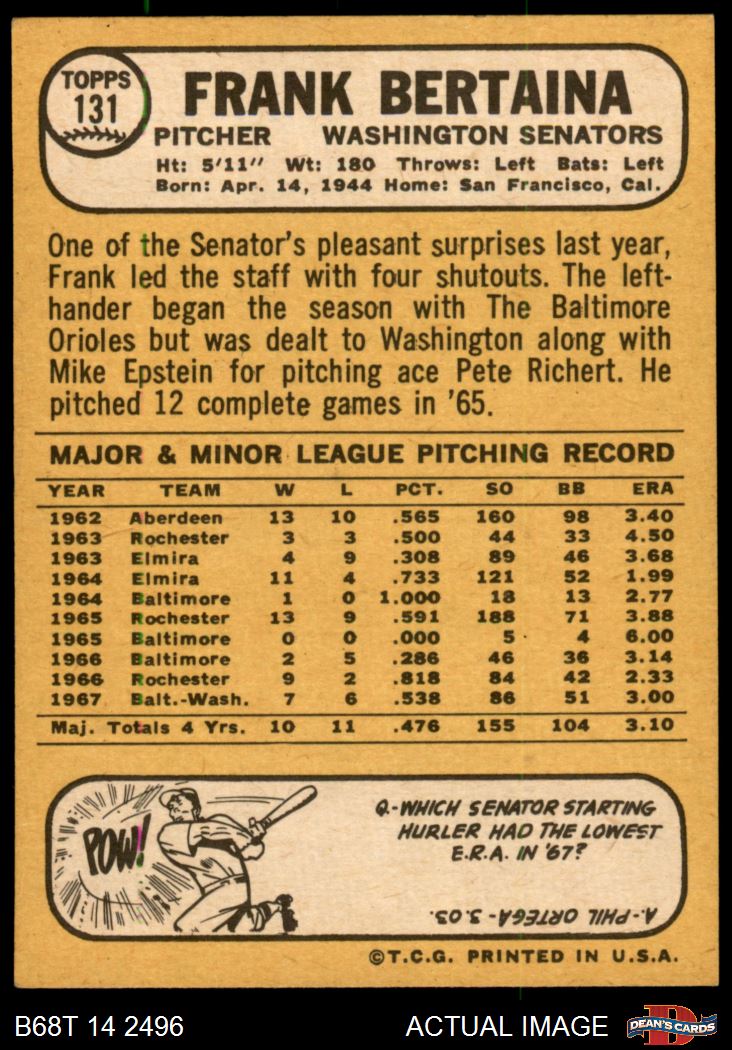 TOPPS
131
FRANK BERTAINA
PITCHER WASHINGTON SENATORS
Ht: 5'11" Wt: 180 Throws: Left Bats: Left
Born: Apr. 14, 1944 Home: San Francisco, Cal.
One of the Senator's pleasant surprises last year,
Frank led the staff with four shutouts. The left-
hander began the season with The Baltimore
Orioles but was dealt to Washington along with
Mike Epstein for pitching ace Pete Richert. He
pitched 12 complete games in '65.
MAJOR & MINOR LEAGUE PITCHING RECORD
YEAR TEAM W L PCT. SO BB ERA
1962 Aberdeen 13 10 .565 160 98 3.40
1963 Rochester 3 3 .500 44 33 4.50
1963 Elmira 4 9 .308 89 46 3.68
1964 Elmira 11 4 .733 121 52 1.99
1964 Baltimore 1 0 1.000 18 13 2.77
1965 Rochester 13 9 .591 188 71 3.88
1965 Baltimore 0 0 .000 5 4 6.00
1966 Baltimore 2 5 .286 46 36 3.14
1966 Rochester 9 2 .818 84 42 2.33
1967 Balt.-Wash. 7 6 .538 86 51 3.00
Maj. Totals 4 Yrs. 10 11 .476 155 104 3.10
POW!
Q.-WHICH SENATOR STARTING
HURLER HAD THE LOWEST
E.R.A. IN '67?
A.-PHIL ORTEGA-3.03.
©T.C.G. PRINTED IN U.S.A.
B68T 14 2496 ACTUAL IMAGE
D
DEAN'S CARDS